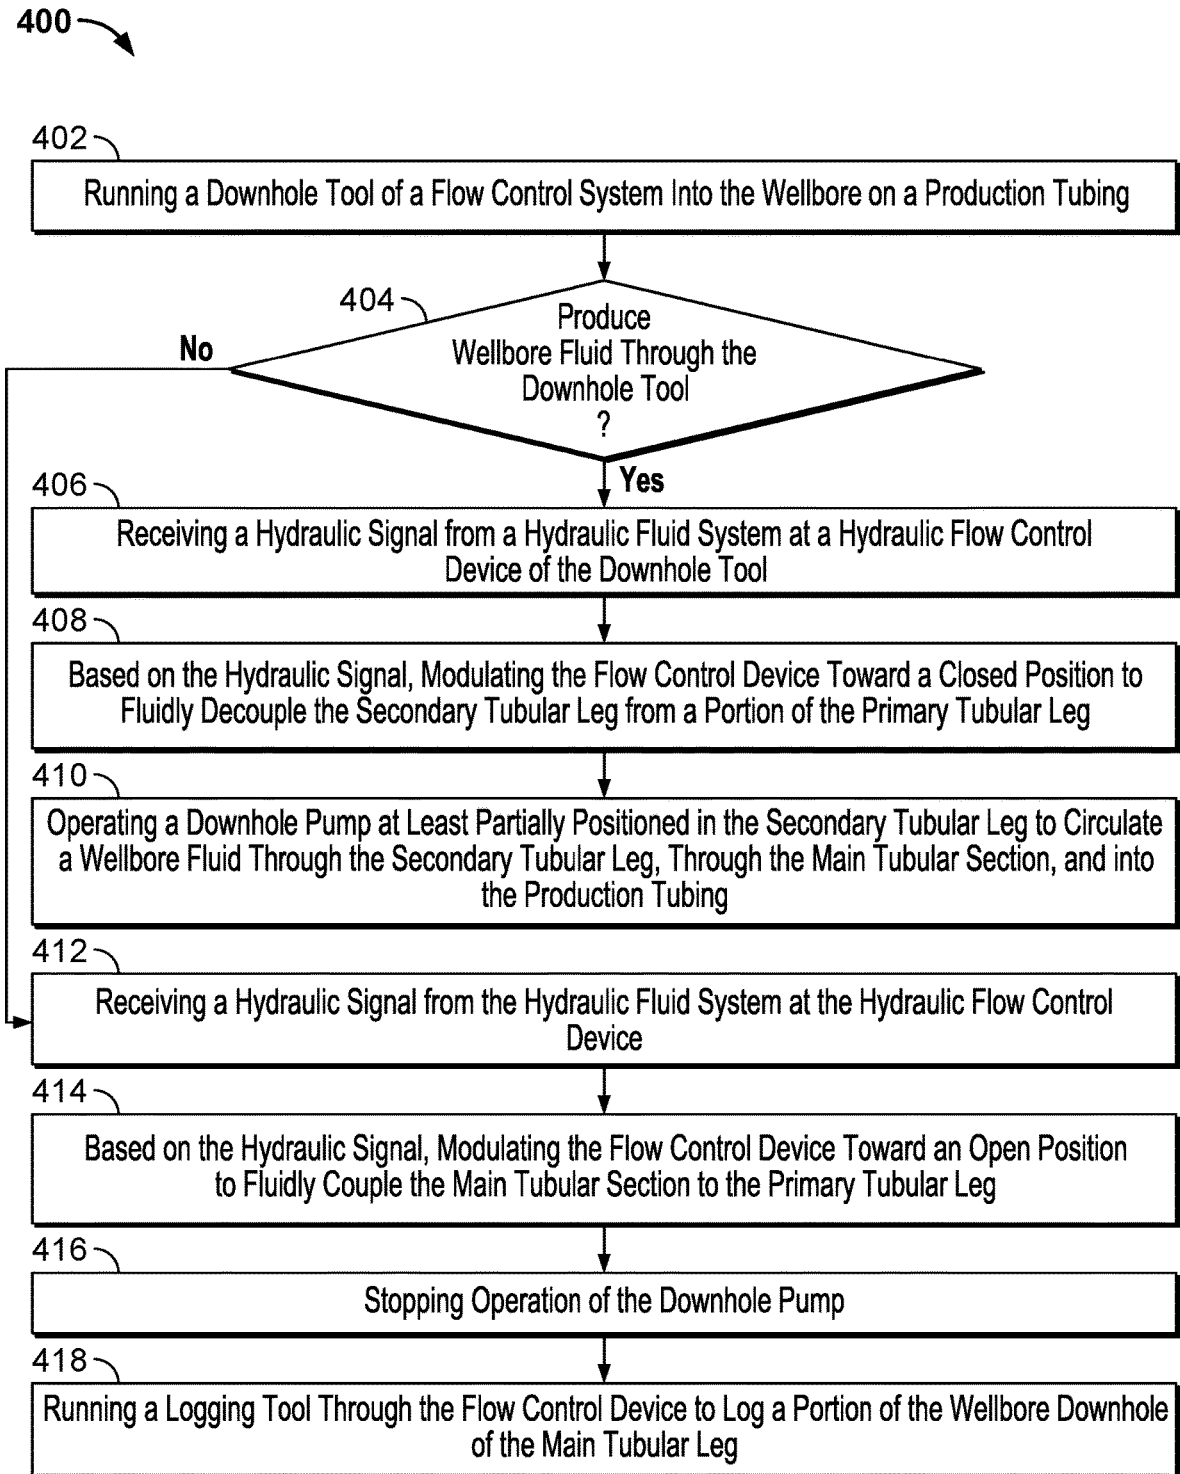 400
402
Running a Downhole Tool of a Flow Control System Into the Wellbore on a Production Tubing
404
Produce
Wellbore Fluid Through the
Downhole Tool
?
No
Yes
406
Receiving a Hydraulic Signal from a Hydraulic Fluid System at a Hydraulic Flow Control
Device of the Downhole Tool
408
Based on the Hydraulic Signal, Modulating the Flow Control Device Toward a Closed Position to
Fluidly Decouple the Secondary Tubular Leg from a Portion of the Primary Tubular Leg
410
Operating a Downhole Pump at Least Partially Positioned in the Secondary Tubular Leg to Circulate
a Wellbore Fluid Through the Secondary Tubular Leg, Through the Main Tubular Section, and into
the Production Tubing
412
Receiving a Hydraulic Signal from the Hydraulic Fluid System at the Hydraulic Flow Control
Device
414
Based on the Hydraulic Signal, Modulating the Flow Control Device Toward an Open Position
to Fluidly Couple the Main Tubular Section to the Primary Tubular Leg
416
Stopping Operation of the Downhole Pump
418
Running a Logging Tool Through the Flow Control Device to Log a Portion of the Wellbore Downhole
of the Main Tubular Leg